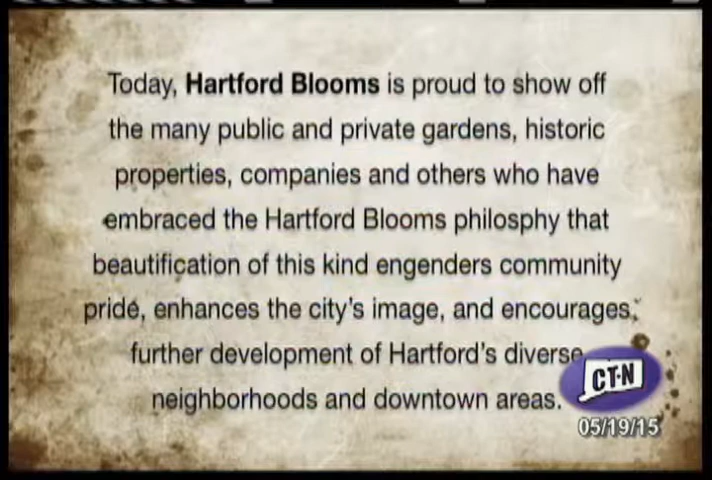 Today, Hartford Blooms is proud to show off
the many public and private gardens, historic
properties, companies and others who have
embraced the Hartford Blooms philosphy that
beautification of this kind engenders community
pride, enhances the city's image, and encourages
further development of Hartford's diverse
neighborhoods and downtown areas.
CT-N
05/19/15